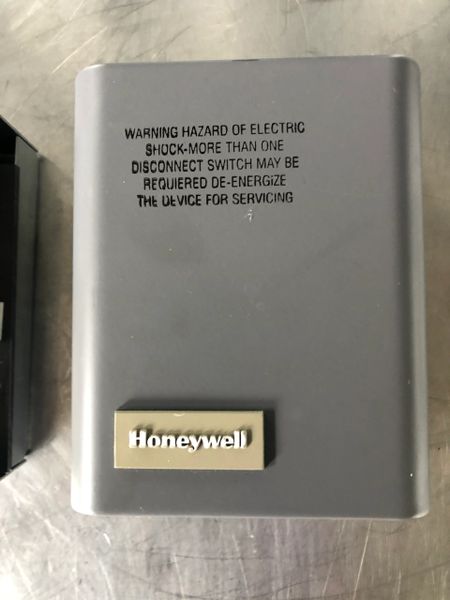 WARNING HAZARD OF ELECTRIC
SHOCK-MORE THAN ONE
DISCONNECT SWITCH MAY BE
REQUIERED DE-ENERGIZE
THE DEVICE FOR SERVICING
Honeywell